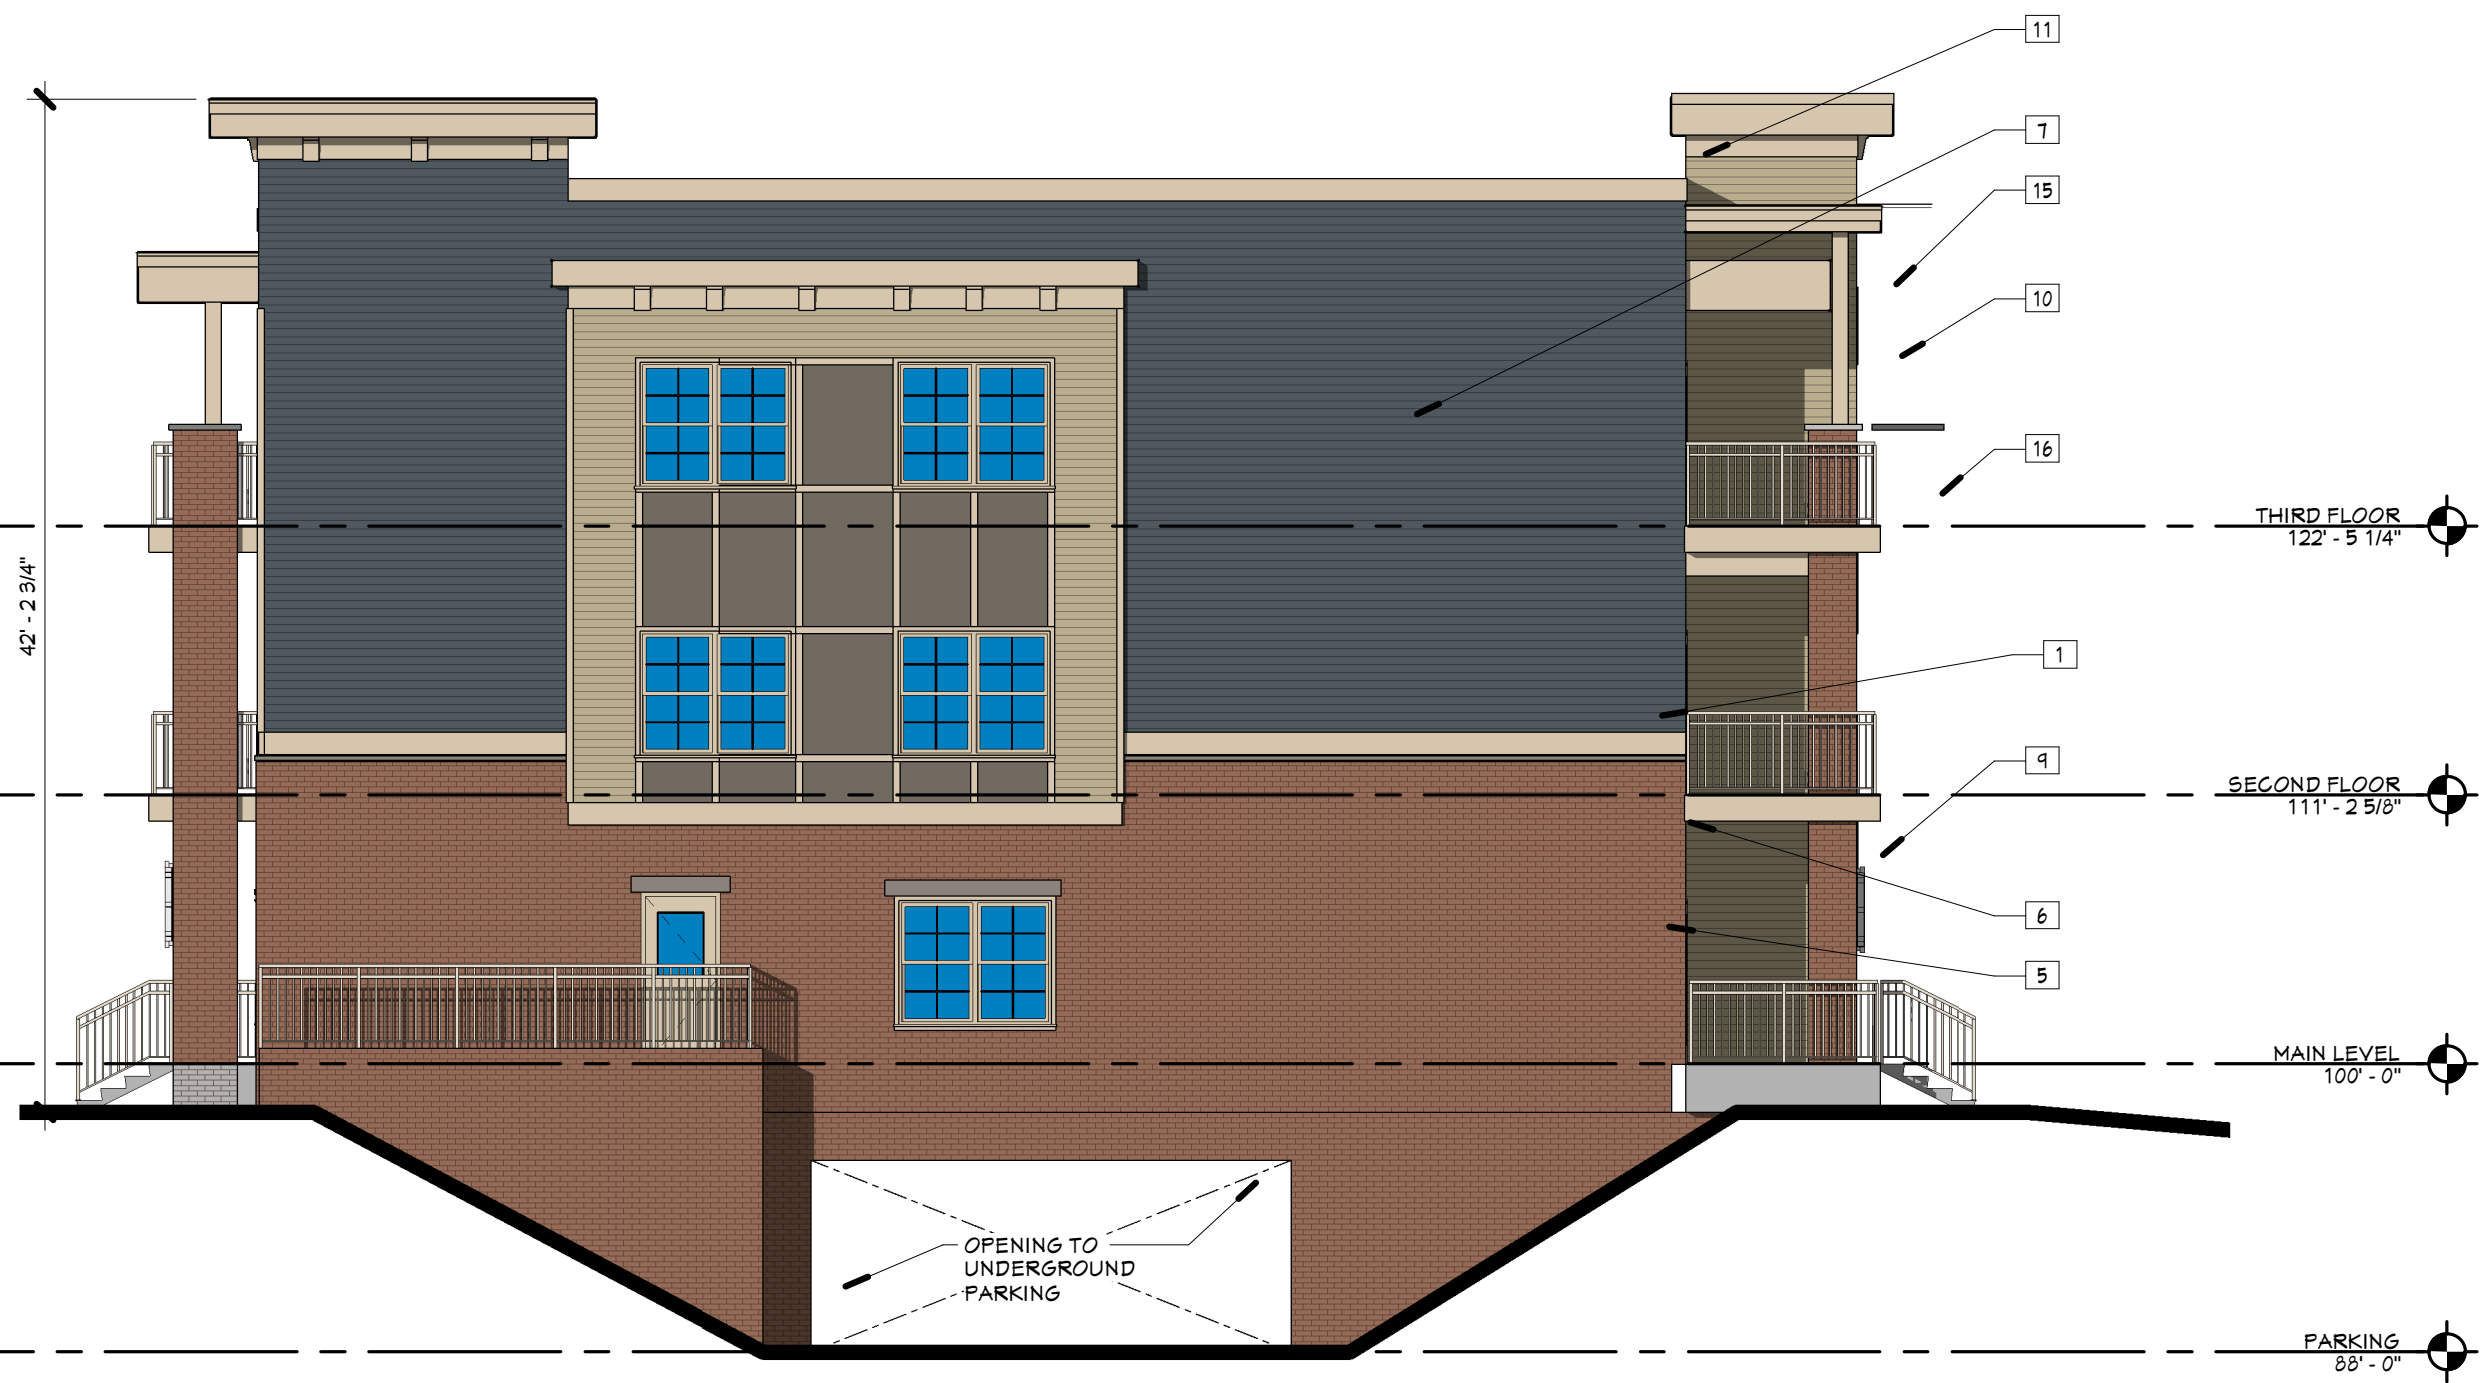 11
7
15
10
16
THIRD FLOOR
122' - 5 1/4"
42' - 2 3/4"
1
9
SECOND FLOOR
111' - 2 5/8"
6
5
MAIN LEVEL
100' - 0"
OPENING TO
UNDERGROUND
PARKING
PARKING
88' - 0"